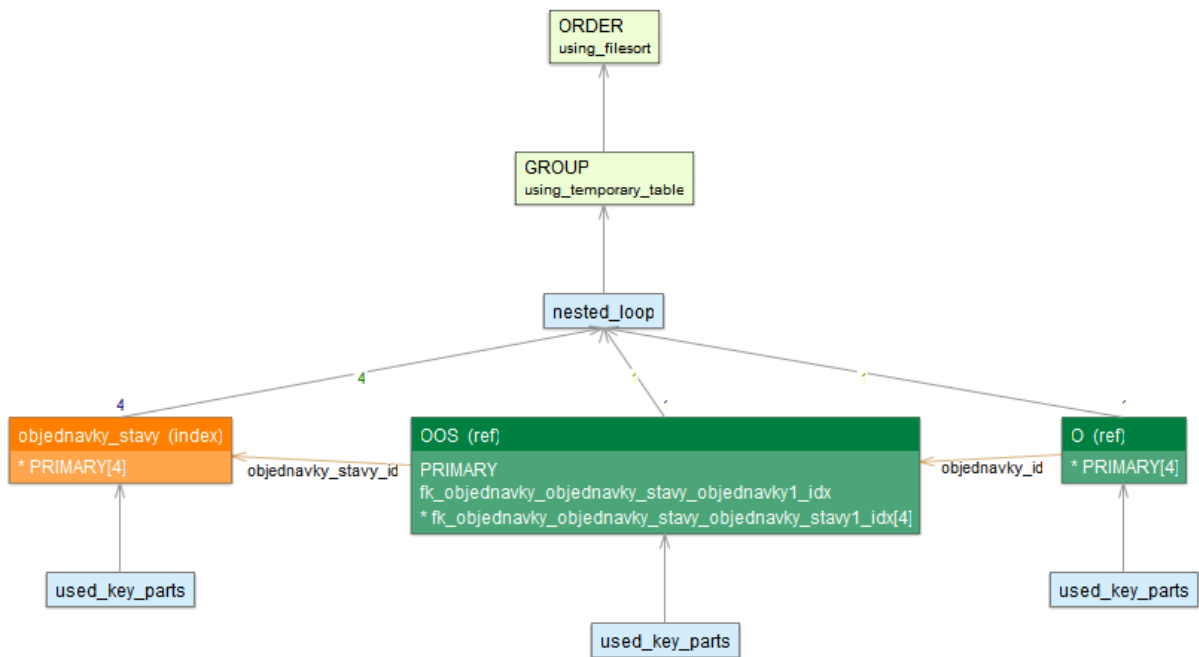 ORDER
using_filesort
GROUP
using_temporary_table
nested_loop
4
4
objednavky_stavy (index)
* PRIMARY[4]
objednavky_stavy_id
OOS (ref)
PRIMARY
fk_objednavky_objednavky_stavy_objednavky1_idx
* fk_objednavky_objednavky_stavy_objednavky_stavy1_idx[4]
objednavky_id
O (ref)
* PRIMARY[4]
used_key_parts
used_key_parts
used_key_parts